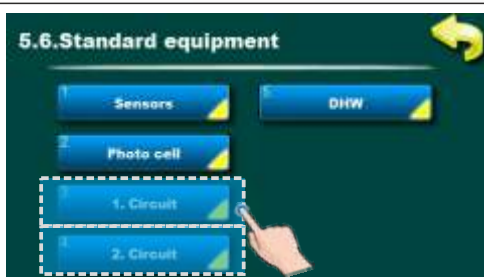 5.6.Standard equipment
1 Sensors
5 DHW
2 Photo cell
3 1. Circuit
4 2. Circuit